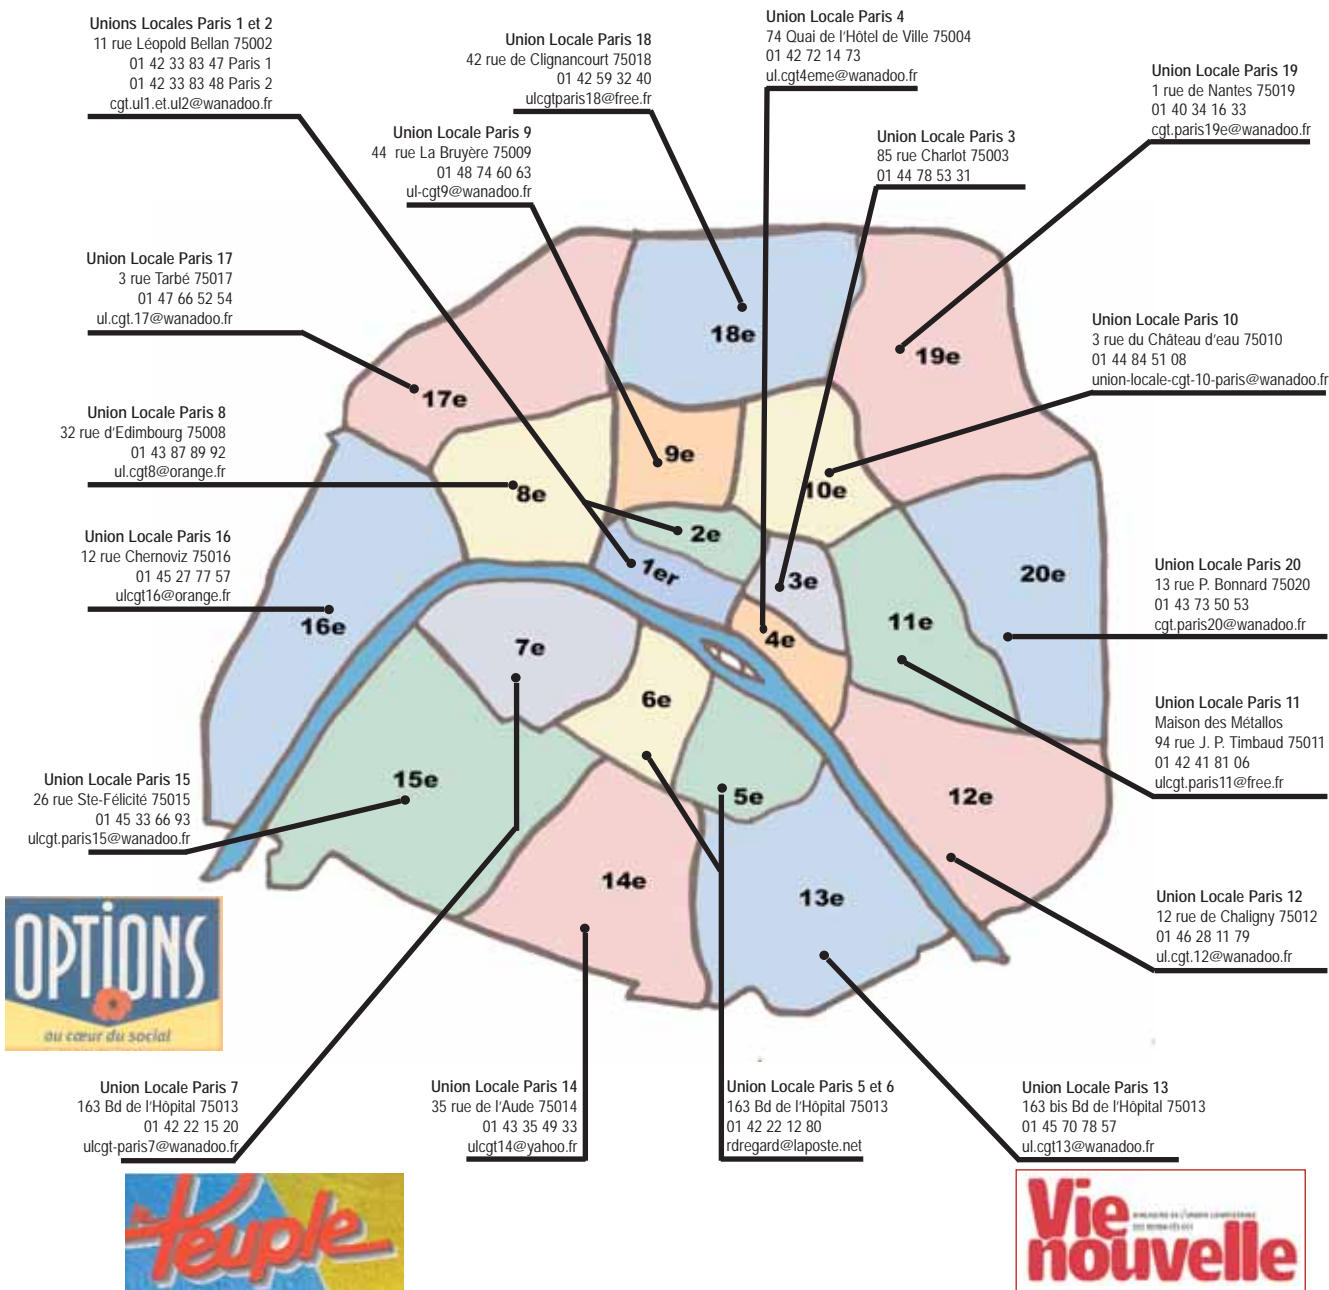 Unions Locales Paris 1 et 2
11 rue Léopold Bellan 75002
01 42 33 83 47 Paris 1
01 42 33 83 48 Paris 2
cgt.ul1.et.ul2@wanadoo.fr
Union Locale Paris 18
42 rue de Clignancourt 75018
01 42 59 32 40
ulcgtparis18@free.fr
Union Locale Paris 4
74 Quai de l'Hôtel de Ville 75004
01 42 72 14 73
ul.cgt4eme@wanadoo.fr
Union Locale Paris 19
1 rue de Nantes 75019
01 40 34 16 33
cgt.paris19e@wanadoo.fr
Union Locale Paris 9
44 rue La Bruyère 75009
01 48 74 60 63
ul-cgt9@wanadoo.fr
Union Locale Paris 3
85 rue Charlot 75003
01 44 78 53 31
Union Locale Paris 17
3 rue Tarbé 75017
01 47 66 52 54
ul.cgt.17@wanadoo.fr
Union Locale Paris 10
3 rue du Château d'eau 75010
01 44 84 51 08
union-locale-cgt-10-paris@wanadoo.fr
Union Locale Paris 8
32 rue d'Edimbourg 75008
01 43 87 89 92
ul.cgt8@orange.fr
Union Locale Paris 16
12 rue Chernoviz 75016
01 45 27 77 57
ulcgt16@orange.fr
Union Locale Paris 20
13 rue P. Bonnard 75020
01 43 73 50 53
cgt.paris20@wanadoo.fr
Union Locale Paris 11
Maison des Métallos
94 rue J. P. Timbaud 75011
01 42 41 81 06
ulcgt.paris11@free.fr
Union Locale Paris 15
26 rue Ste-Félicité 75015
01 45 33 66 93
ulcgt.paris15@wanadoo.fr
Union Locale Paris 12
12 rue de Chaligny 75012
01 46 28 11 79
ul.cgt.12@wanadoo.fr
18e
19e
17e
9e
8e
10e
2e
1er
3e
20e
16e
11e
7e
4e
6e
15e
5e
12e
14e
13e
OPTIONS
au cœur du social
Union Locale Paris 7
163 Bd de l'Hôpital 75013
01 42 22 15 20
ulcgt-paris7@wanadoo.fr
Union Locale Paris 14
35 rue de l'Aude 75014
01 43 35 49 33
ulcgt14@yahoo.fr
Union Locale Paris 5 et 6
163 Bd de l'Hôpital 75013
01 42 22 12 80
rdregard@laposte.net
Union Locale Paris 13
163 bis Bd de l'Hôpital 75013
01 45 70 78 57
ul.cgt13@wanadoo.fr
Peuple
Vie
nouvelle